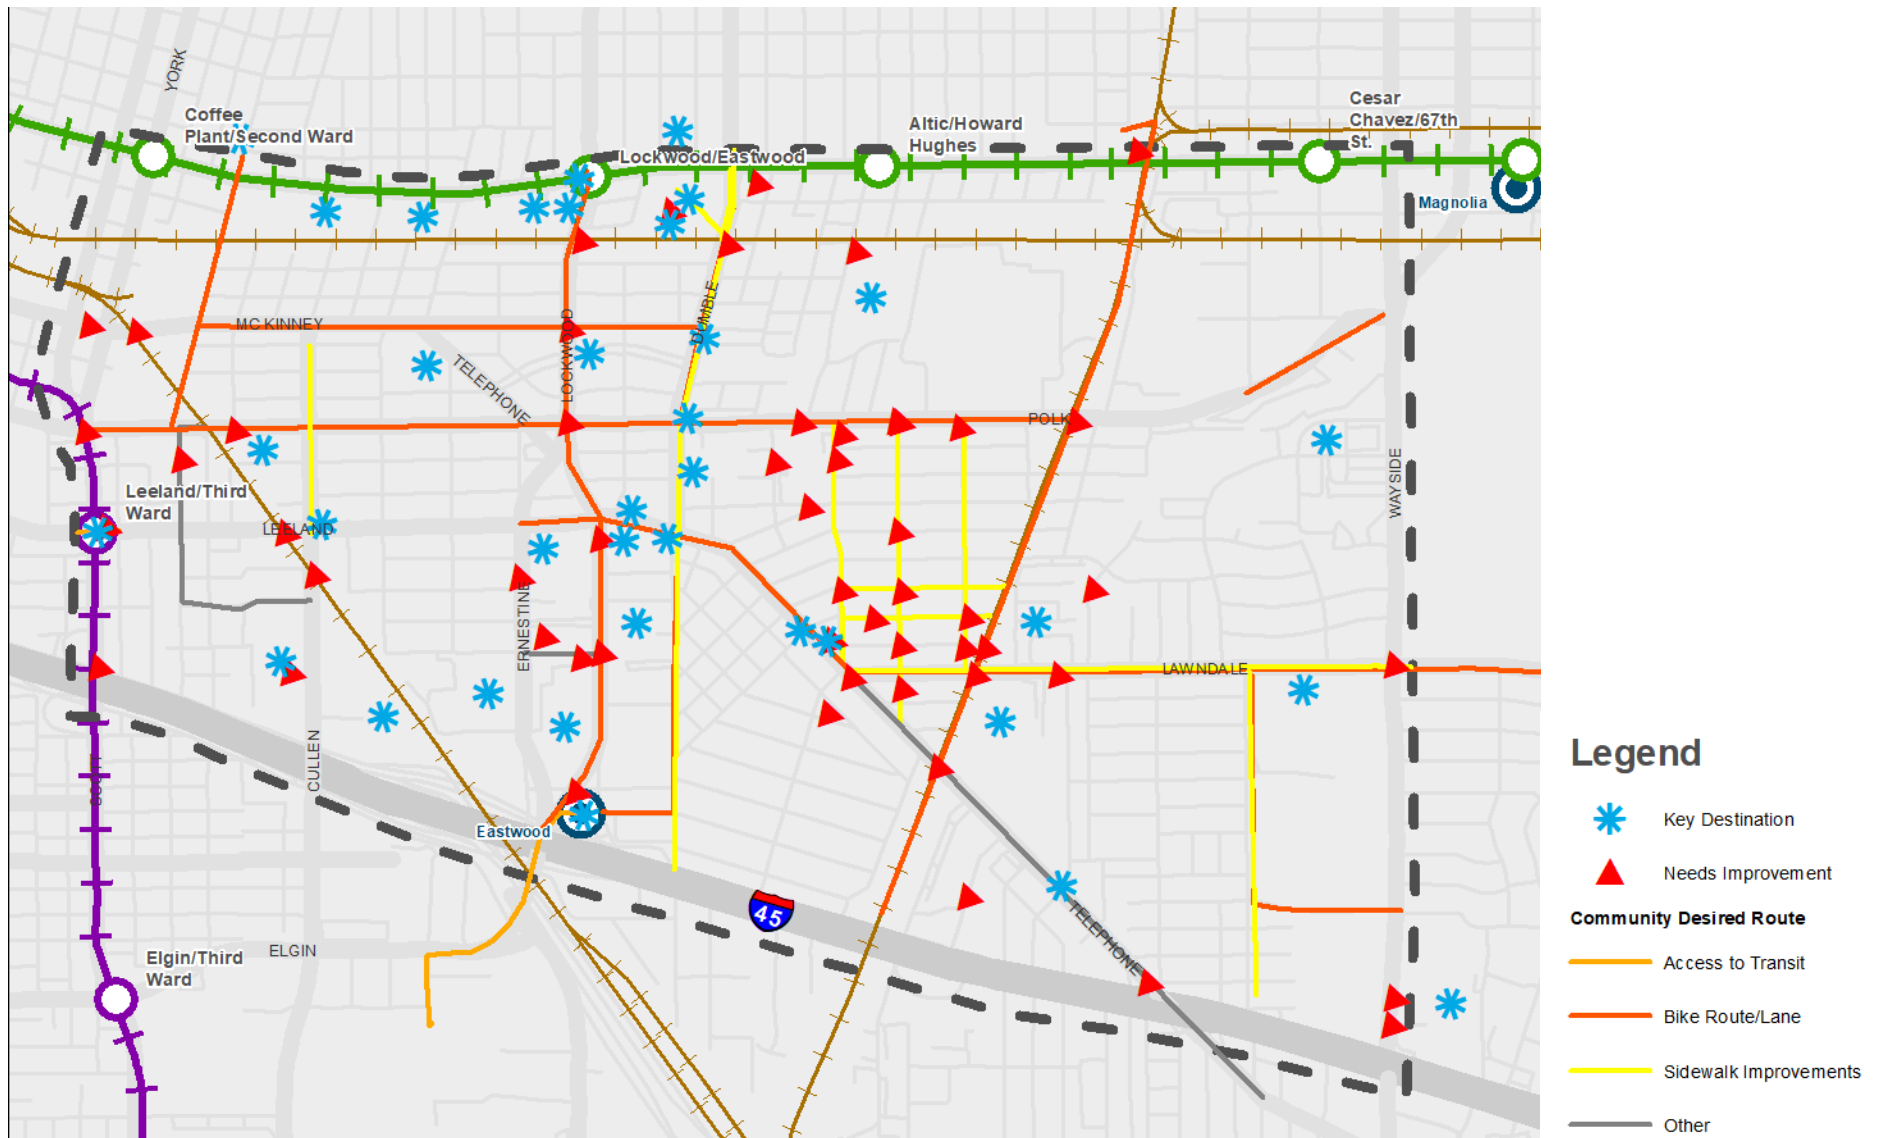 YORK
Coffee
Plant/Second Ward
Lockwood/Eastwood
Altic/Howard
Hughes
Cesar
Chavez/67th
St.
Magnolia
MC KINNEY
TELEPHONE
LOCKWOOD
DUMBLE
POLK
WAYSIDE
Leeland/Third
Ward
LEELAND
ERNESTINE
LAWNDALE
SCOTT
CULLEN
Eastwood
45
TELEPHONE
ELGIN
Elgin/Third
Ward
Legend
Key Destination
Needs Improvement
Community Desired Route
Access to Transit
Bike Route/Lane
Sidewalk Improvements
Other